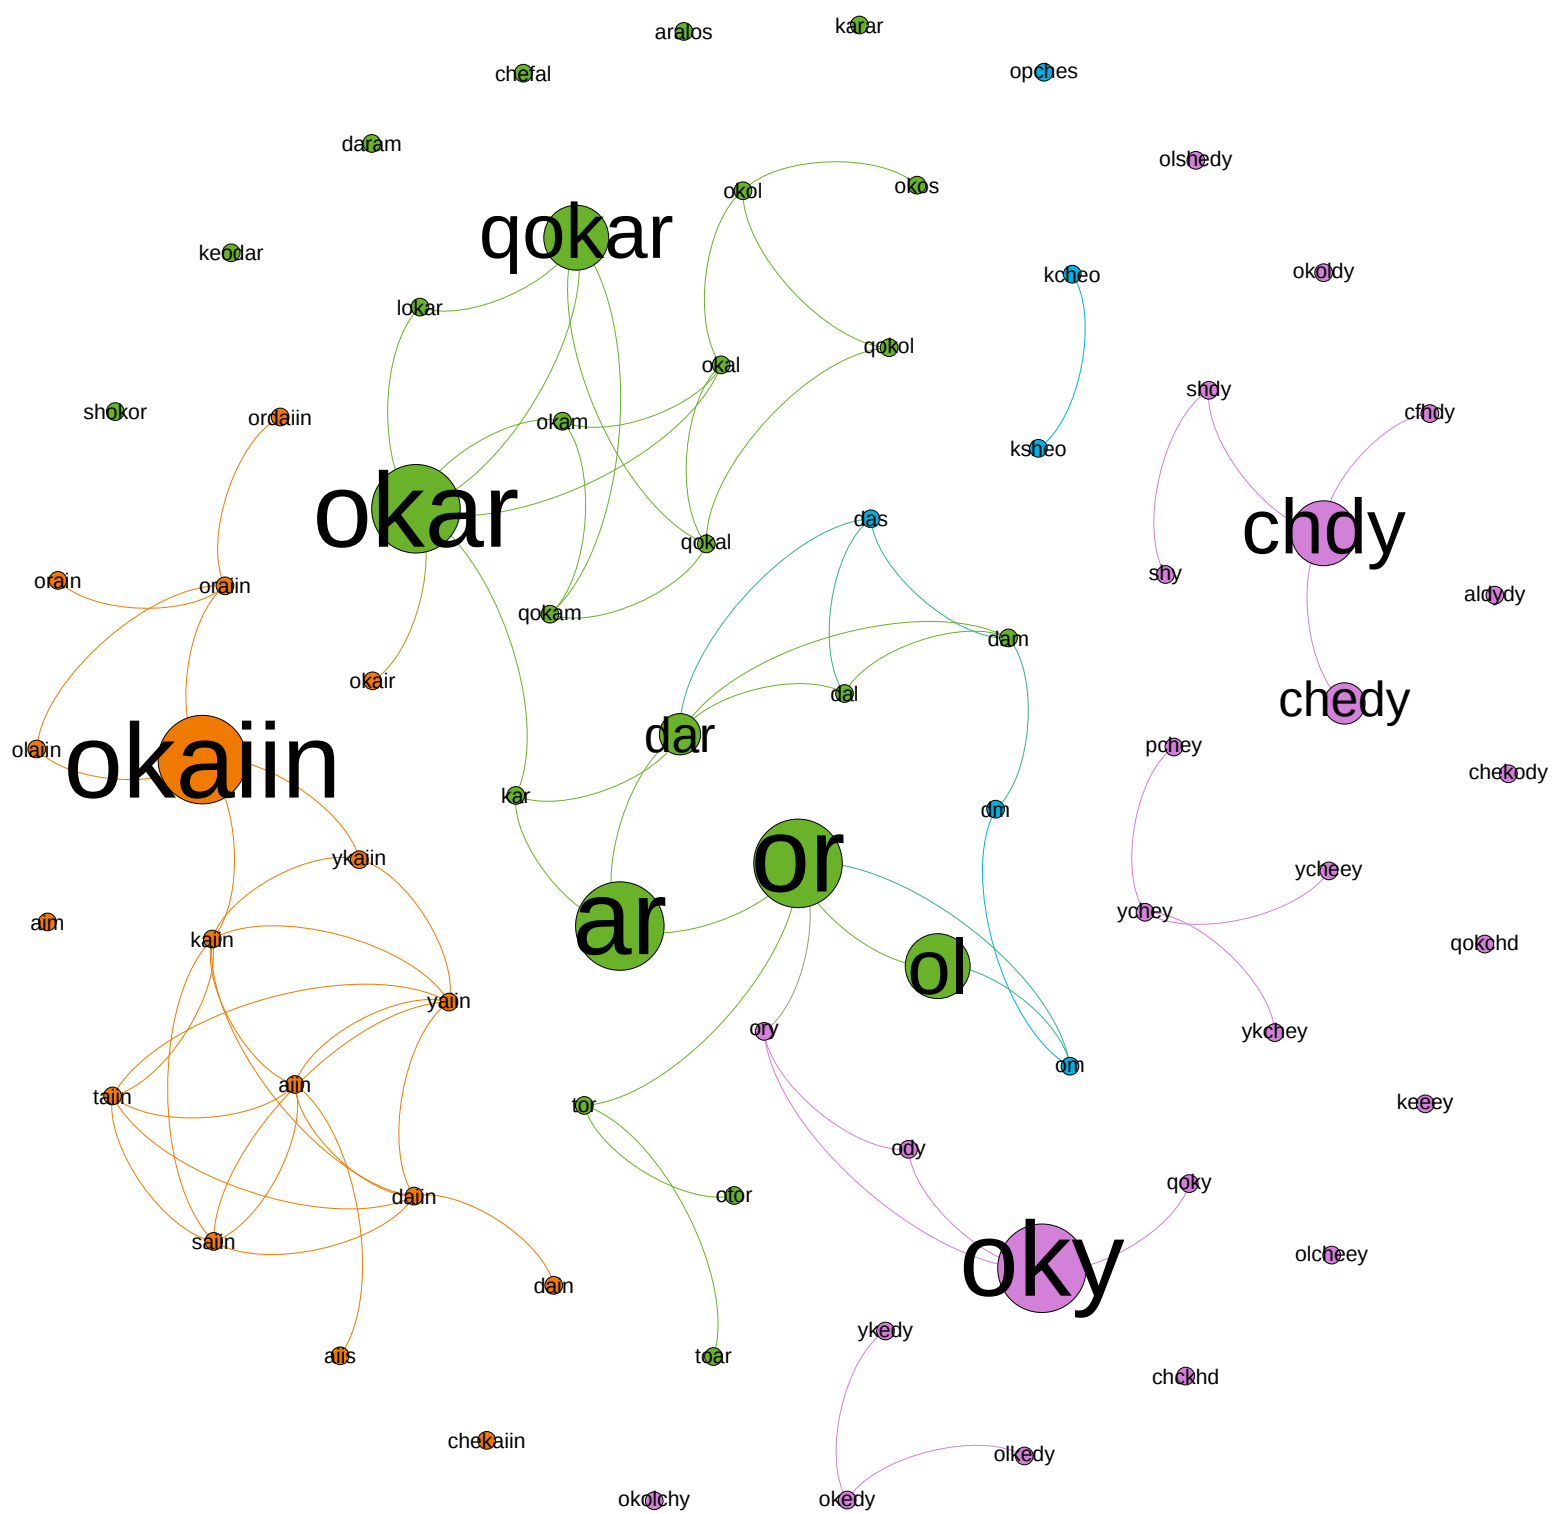 aralos
karar
chefal
opches
daram
olshedy
okol
okos
qokar
keodar
okoldy
kcheo
lokar
qokol
okal
shdy
cfhdy
shokor
ordaiin
okam
ksheo
okar
das
chdy
qokal
orain
oraiin
shy
aldydy
qokam
dam
okair
dal
chedy
dar
olaiin
okaiin
pchey
chekody
kar
dm
ykaiin
or
ycheey
aim
ychey
ar
kaiin
qokchd
ol
yaiin
ory
ykchey
om
aiin
taiin
tor
keeey
ody
daiin
otor
qoky
saiin
oky
olcheey
dain
ykedy
aiis
toar
chckhd
chekaiin
olkedy
okolchy
okedy